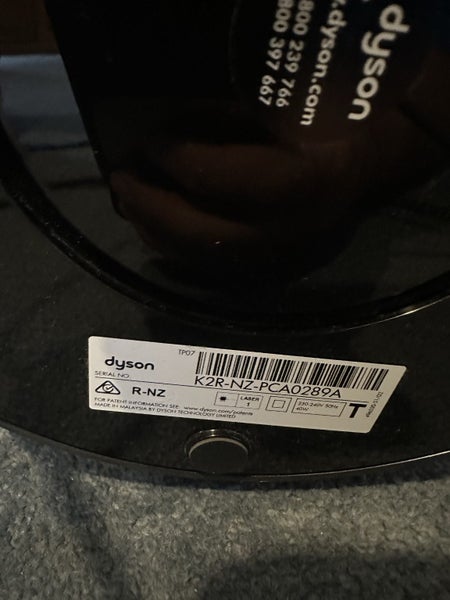 dyson
.dyson.com
800 239 766
800 397 667
dyson
TP07
SERIAL NO.
K2R-NZ-PCA0289A
R-NZ
LASER
1
220-240V 50Hz
40W
T
FOR PATENT INFORMATION SEE: www.dyson.com/patents
MADE IN MALAYSIA BY DYSON TECHNOLOGY LIMITED